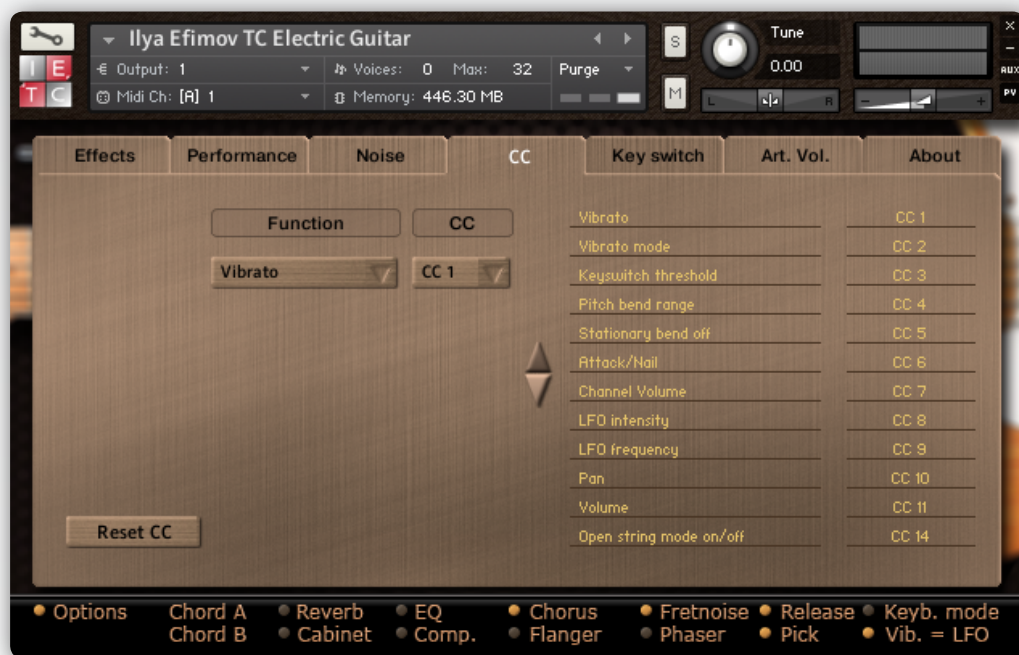 Ilya Efimov TC Electric Guitar
S
Tune
0.00
X
I E,
T C
Output: 1
Voices: 0 Max: 32
Purge
AUX
Midi Ch: [A] 1
Memory: 446.30 MB
M
L R
- +
PV
Effects Performance Noise CC Key switch Art. Vol. About
Function CC
Vibrato CC 1
Reset CC
Vibrato CC 1
Vibrato mode CC 2
Keyswitch threshold CC 3
Pitch bend range CC 4
Stationary bend off CC 5
Attack/Nail CC 6
Channel Volume CC 7
LFO intensity CC 8
LFO frequency CC 9
Pan CC 10
Volume CC 11
Open string mode on/off CC 14
Options Chord A Reverb EQ Chorus Fretnoise Release Keyb. mode
Chord B Cabinet Comp. Flanger Phaser Pick Vib. = LFO